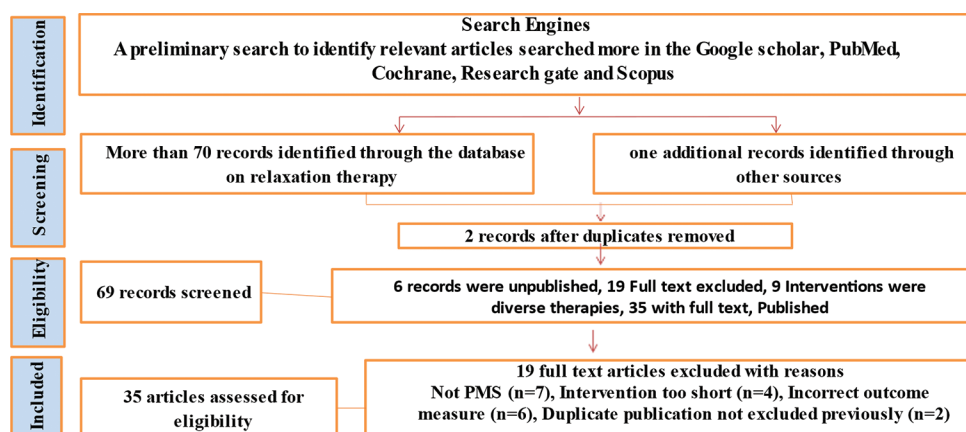 Identification
Search Engines
A preliminary search to identify relevant articles searched more in the Google scholar, PubMed,
Cochrane, Research gate and Scopus
Screening
More than 70 records identified through the database
on relaxation therapy
one additional records identified through
other sources
2 records after duplicates removed
Eligibility
69 records screened
6 records were unpublished, 19 Full text excluded, 9 Interventions were
diverse therapies, 35 with full text, Published
Included
35 articles assessed for
eligibility
19 full text articles excluded with reasons
Not PMS (n=7), Intervention too short (n=4), Incorrect outcome
measure (n=6), Duplicate publication not excluded previously (n=2)